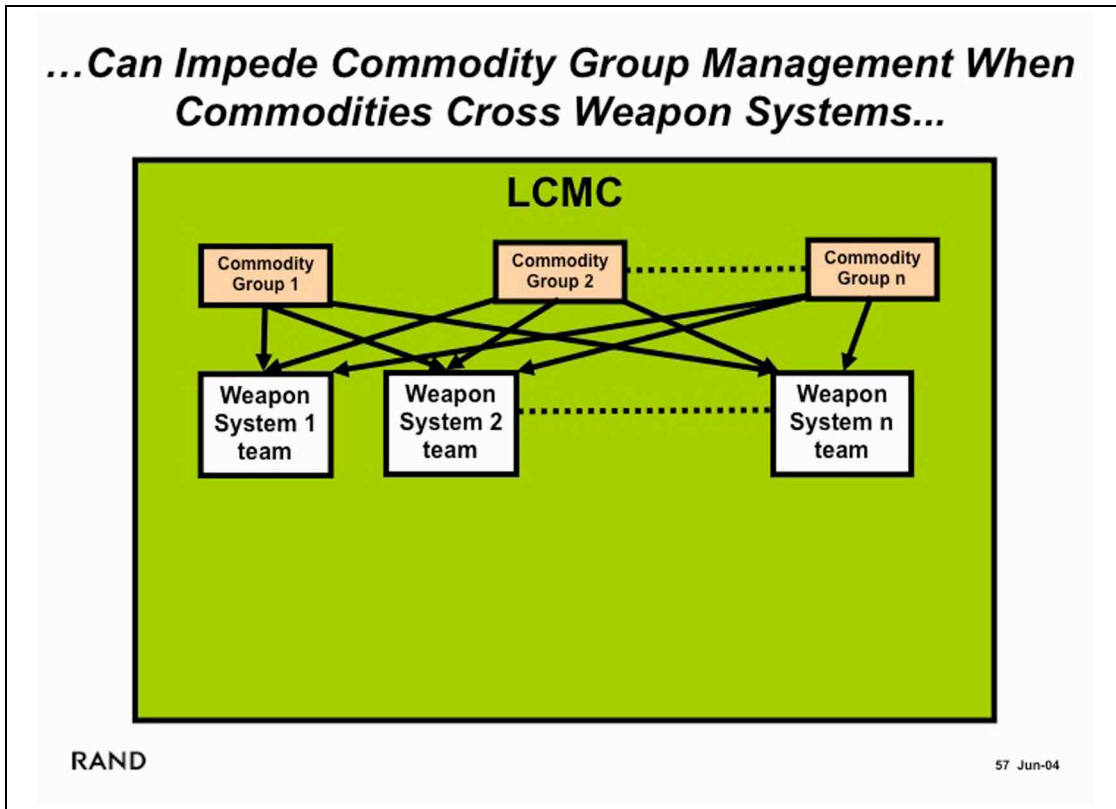 ...Can Impede Commodity Group Management When
Commodities Cross Weapon Systems...
LCMC
Commodity
Group 1
Commodity
Group 2
Commodity
Group n
Weapon
System 1
team
Weapon
System 2
team
Weapon
System n
team
RAND
57 Jun-04